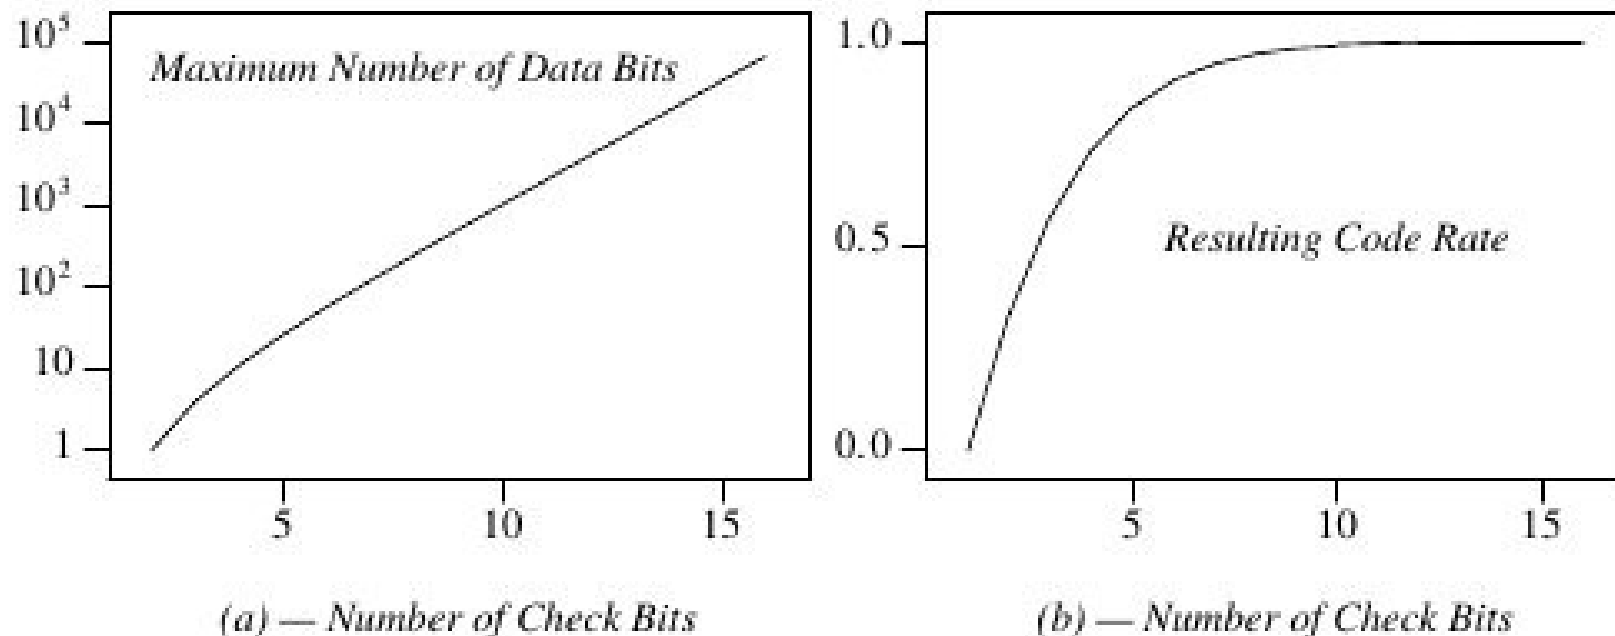 10⁵
Maximum Number of Data Bits
10⁴
10³
10²
10
1
5 10 15
(a) — Number of Check Bits
1.0
0.5
Resulting Code Rate
0.0
5 10 15
(b) — Number of Check Bits